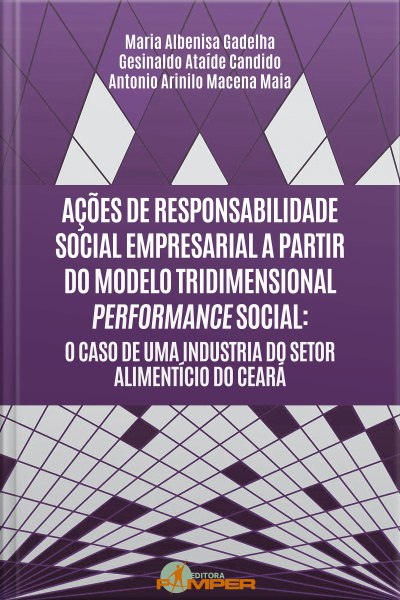 Maria Albenisa Gadelha
Gesinaldo Ataíde Candido
Antonio Arinilo Macena Maia
AÇÕES DE RESPONSABILIDADE
SOCIAL EMPRESARIAL A PARTIR
DO MODELO TRIDIMENSIONAL
PERFORMANCE SOCIAL:
O CASO DE UMA INDUSTRIA DO SETOR
ALIMENTÍCIO DO CEARÁ
EDITORA
AMPER